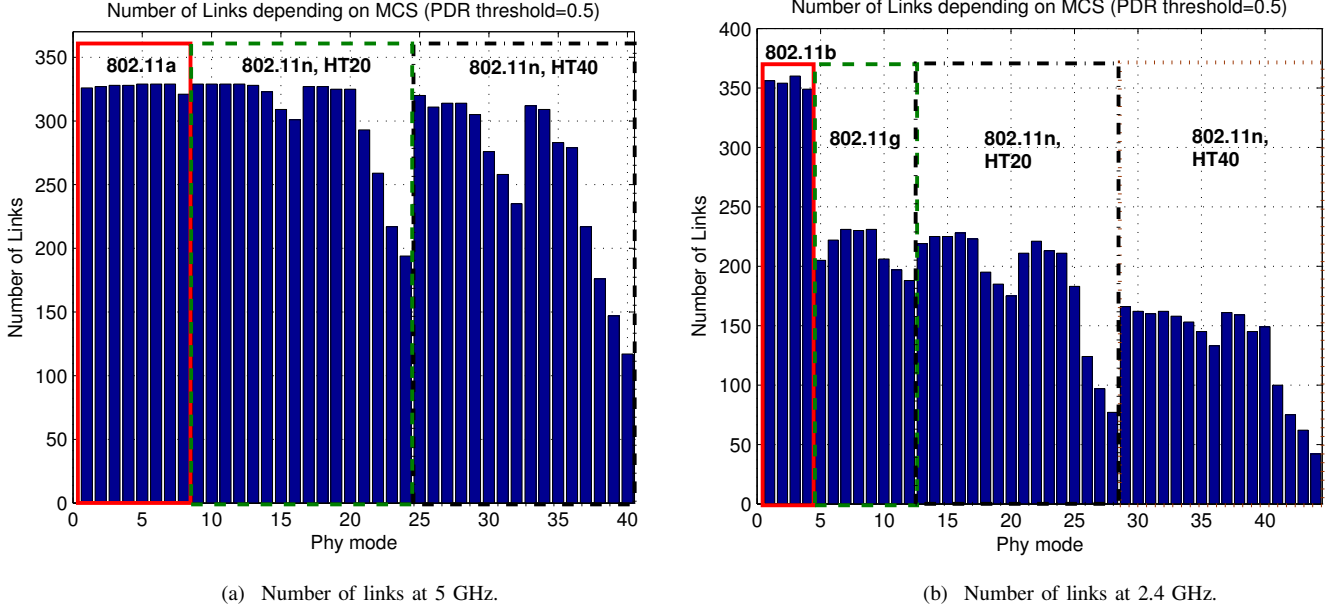 Number of Links depending on MCS (PDR threshold=0.5)
350
300
250
200
150
100
50
0
Number of Links
802.11a
802.11n, HT20
802.11n, HT40
0 5 10 15 20 25 30 35 40
Phy mode
(a) Number of links at 5 GHz.
Number of Links depending on MCS (PDR threshold=0.5)
400
350
300
250
200
150
100
50
0
Number of Links
802.11b
802.11g
802.11n,
HT20
802.11n,
HT40
0 5 10 15 20 25 30 35 40
Phy mode
(b) Number of links at 2.4 GHz.